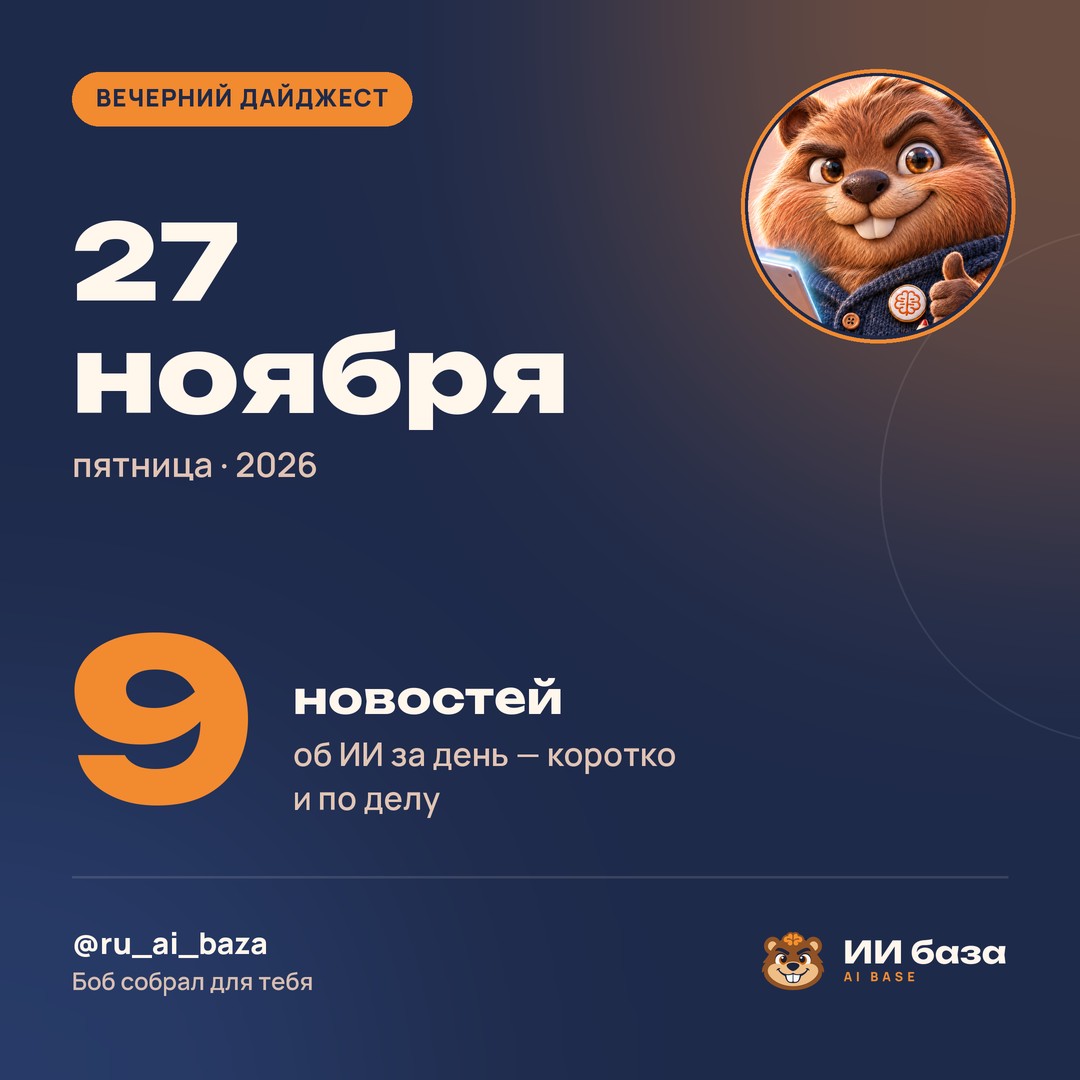 ВЕЧЕРНИЙ ДАЙДЖЕСТ
27
ноября
пятница · 2026
9
новостей
об ИИ за день — коротко
и по делу
@ru_ai_baza
Боб собрал для тебя
ИИ база
AI BASE